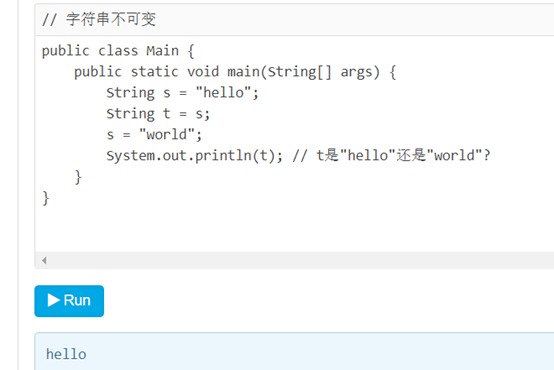 // 字符串不可变
public class Main {
    public static void main(String[] args) {
        String s = "hello";
        String t = s;
        s = "world";
        System.out.println(t); // t是"hello"还是"world"?
    }
}
Run
hello